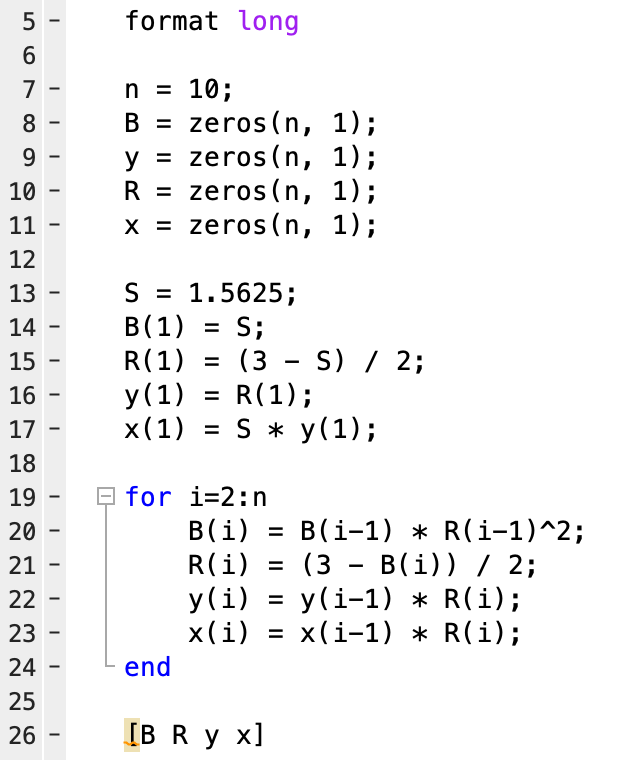 5 - format long
6
7 - n = 10;
8 - B = zeros(n, 1);
9 - y = zeros(n, 1);
10 - R = zeros(n, 1);
11 - x = zeros(n, 1);
12
13 - S = 1.5625;
14 - B(1) = S;
15 - R(1) = (3 - S) / 2;
16 - y(1) = R(1);
17 - x(1) = S * y(1);
18
19 - for i=2:n
20 - B(i) = B(i-1) * R(i-1)^2;
21 - R(i) = (3 - B(i)) / 2;
22 - y(i) = y(i-1) * R(i);
23 - x(i) = x(i-1) * R(i);
24 - end
25
26 - [B R y x]